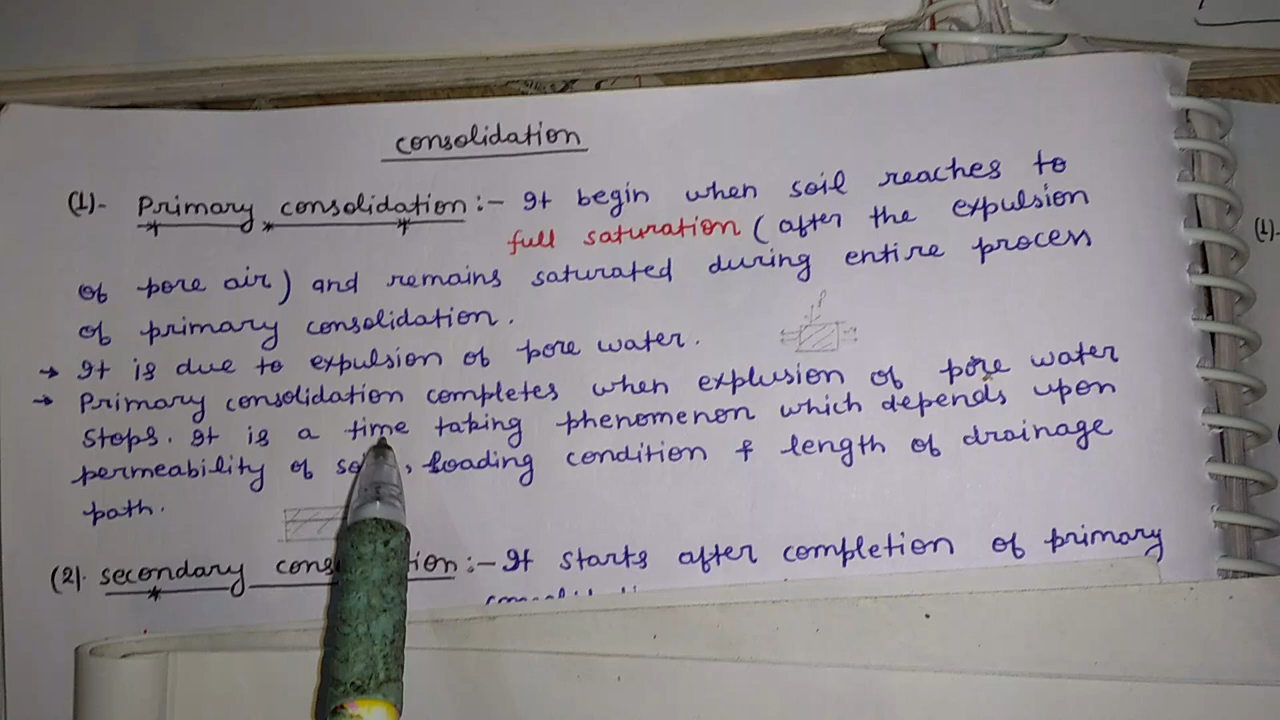 consolidation
(1)- Primary consolidation :- It begin when soil reaches to
full saturation (after the expulsion
of pore air) and remains saturated during entire process
of primary consolidation.
→ It is due to expulsion of pore water.
→ Primary consolidation completes when explusion of pore water
stops. It is a time taking phenomenon which depends upon
permeability of , loading condition & length of drainage
path.
(2). secondary :- It starts after completion of primary
(1)-